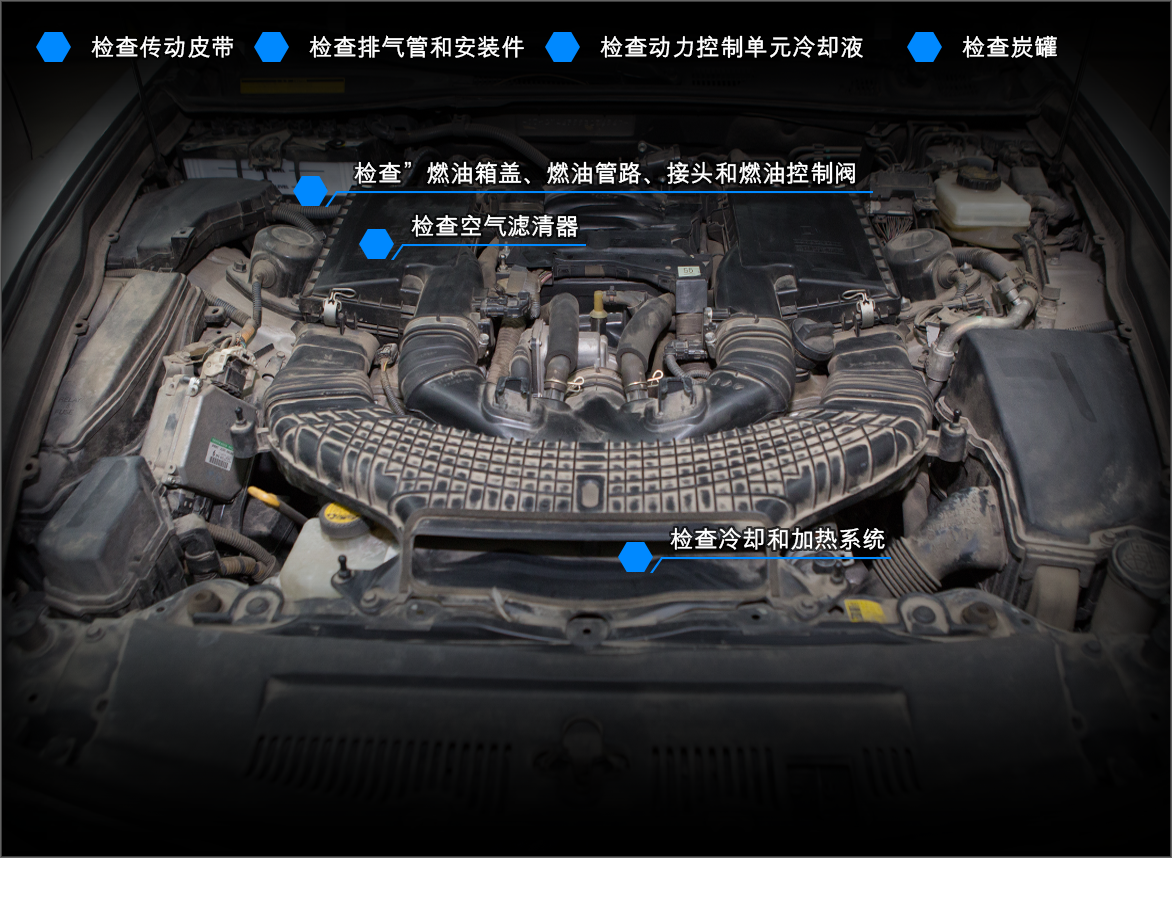 检查传动皮带 检查排气管和安装件 检查动力控制单元冷却液 检查炭罐
检查”燃油箱盖、燃油管路、接头和燃油控制阀
检查空气滤清器
检查冷却和加热系统